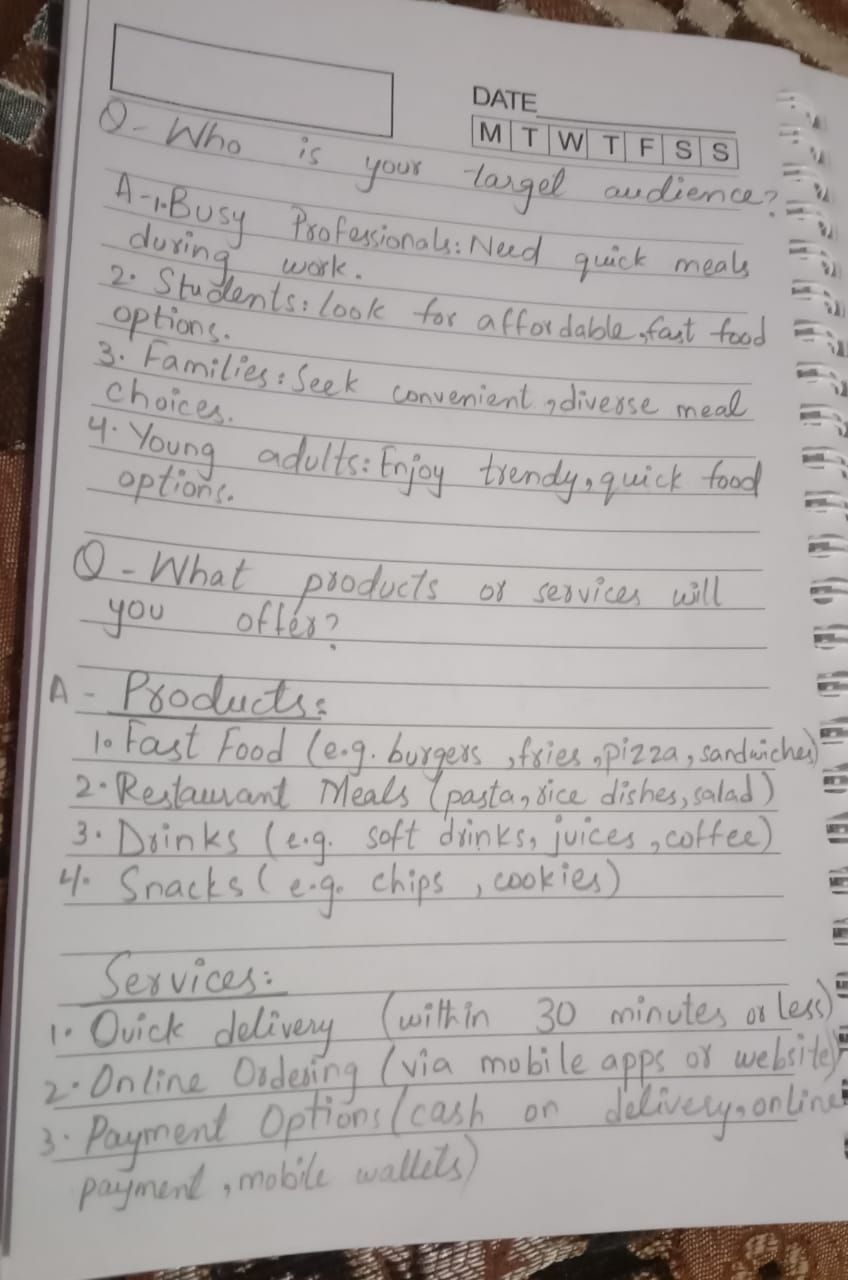 DATE
M T W T F S S
Q- Who is your target audience?
A-1. Busy Professionals: Need quick meals
during work.
2. Students: look for affordable, fast food
options.
3. Families: Seek convenient, diverse meal
choices.
4. Young adults: Enjoy trendy, quick food
options.
Q- What products or services will
you offer?
A- Products:
1. Fast Food (e.g. burgers, fries, pizza, sandwiches)
2. Restaurant Meals (pasta, rice dishes, salad)
3. Drinks (e.g. soft drinks, juices, coffee)
4. Snacks (e.g. chips, cookies)
Services:
1. Quick delivery (within 30 minutes or less)
2. Online Ordering (via mobile apps or website)
3. Payment Options (cash on delivery, online
payment, mobile wallets)